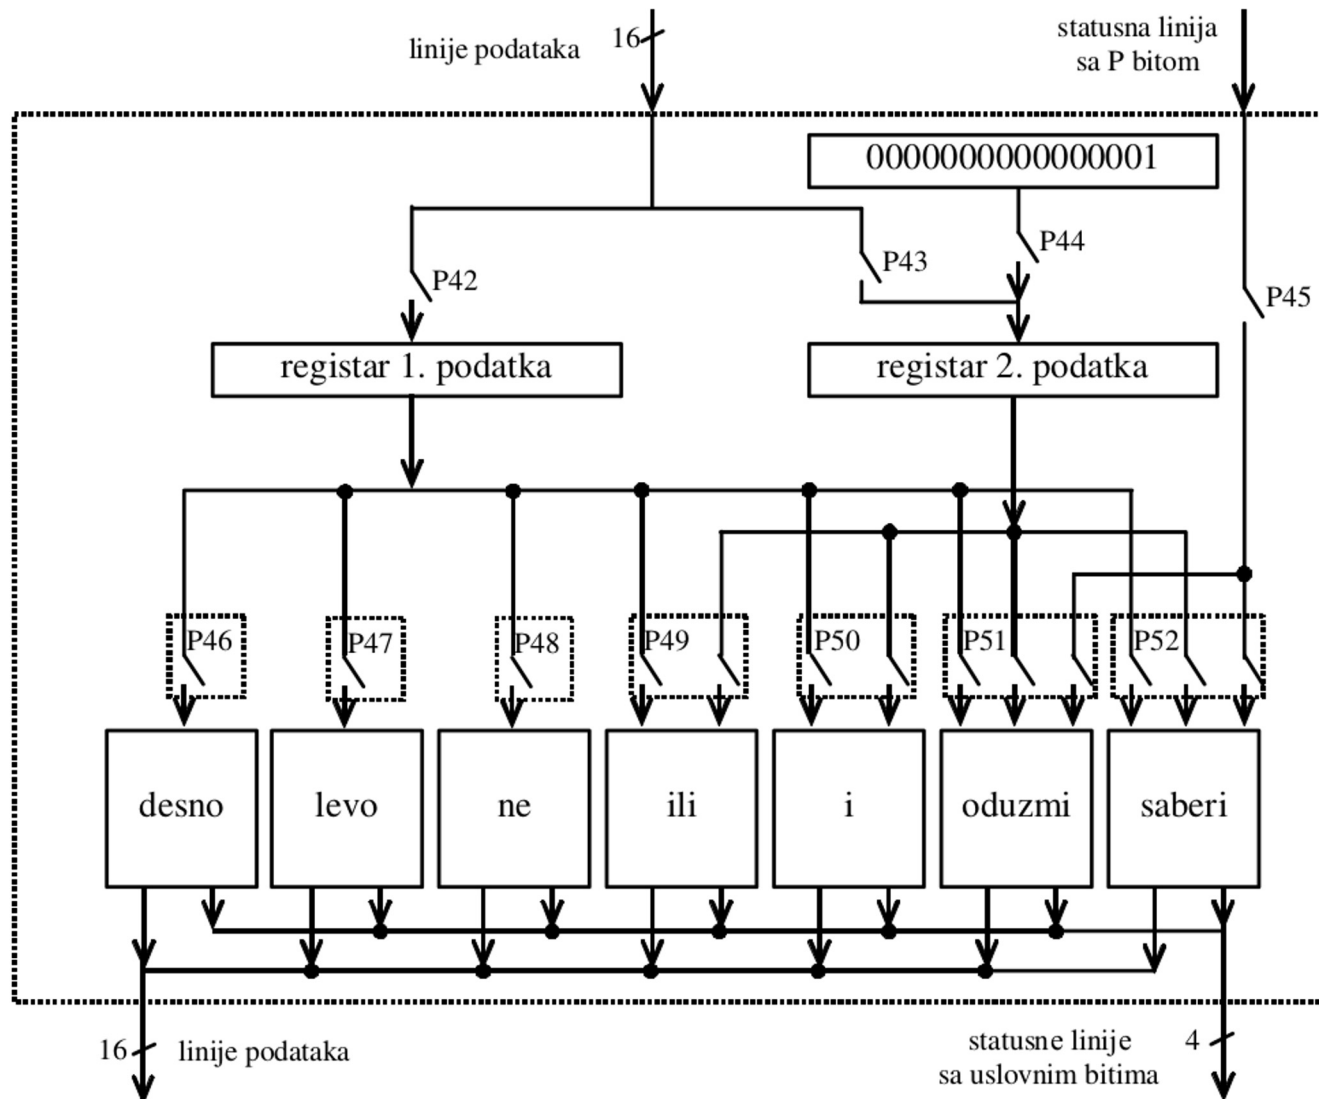 linije podataka
16
statusna linija
sa P bitom
0000000000000001
P42
P43
P44
P45
registar 1. podatka
registar 2. podatka
P46
P47
P48
P49
P50
P51
P52
desno
levo
ne
ili
i
oduzmi
saberi
16
linije podataka
statusne linije
sa uslovnim bitima
4